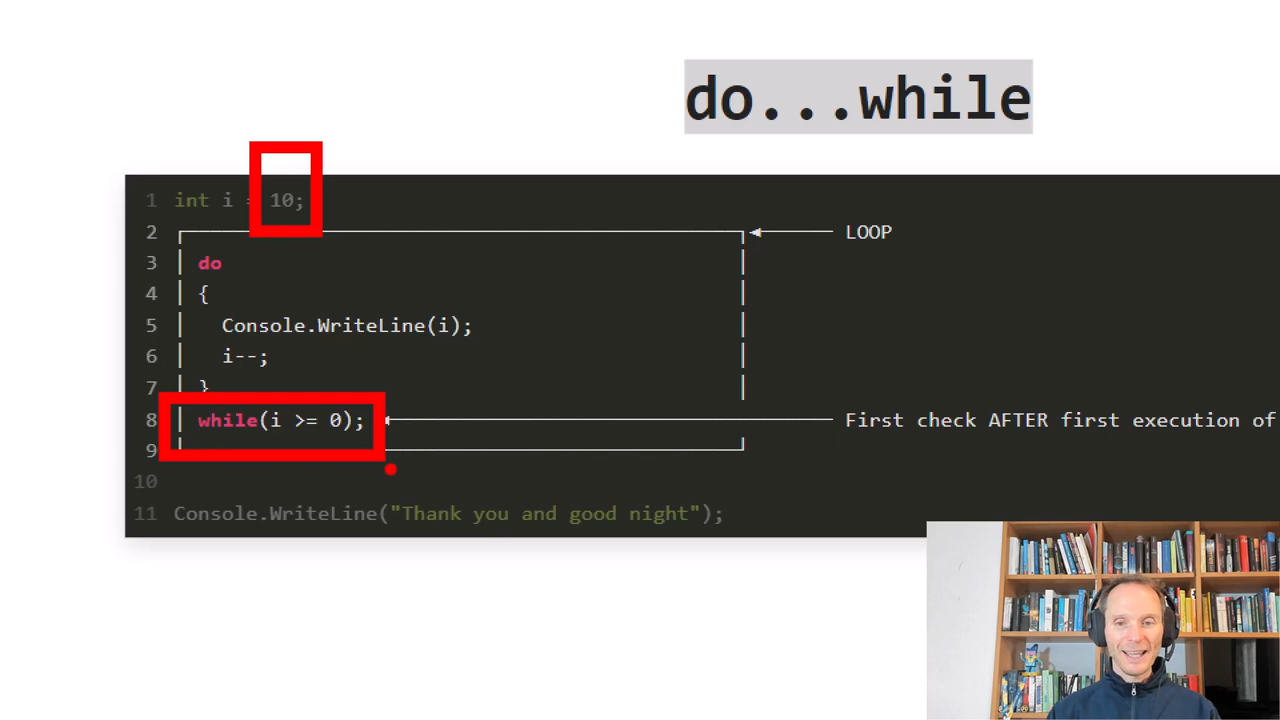 do...while
1 int i = 10;
2 LOOP
3 do
4 {
5 Console.WriteLine(i);
6 i--;
7 }
8 while(i >= 0); First check AFTER first execution of
9
10
11 Console.WriteLine("Thank you and good night");